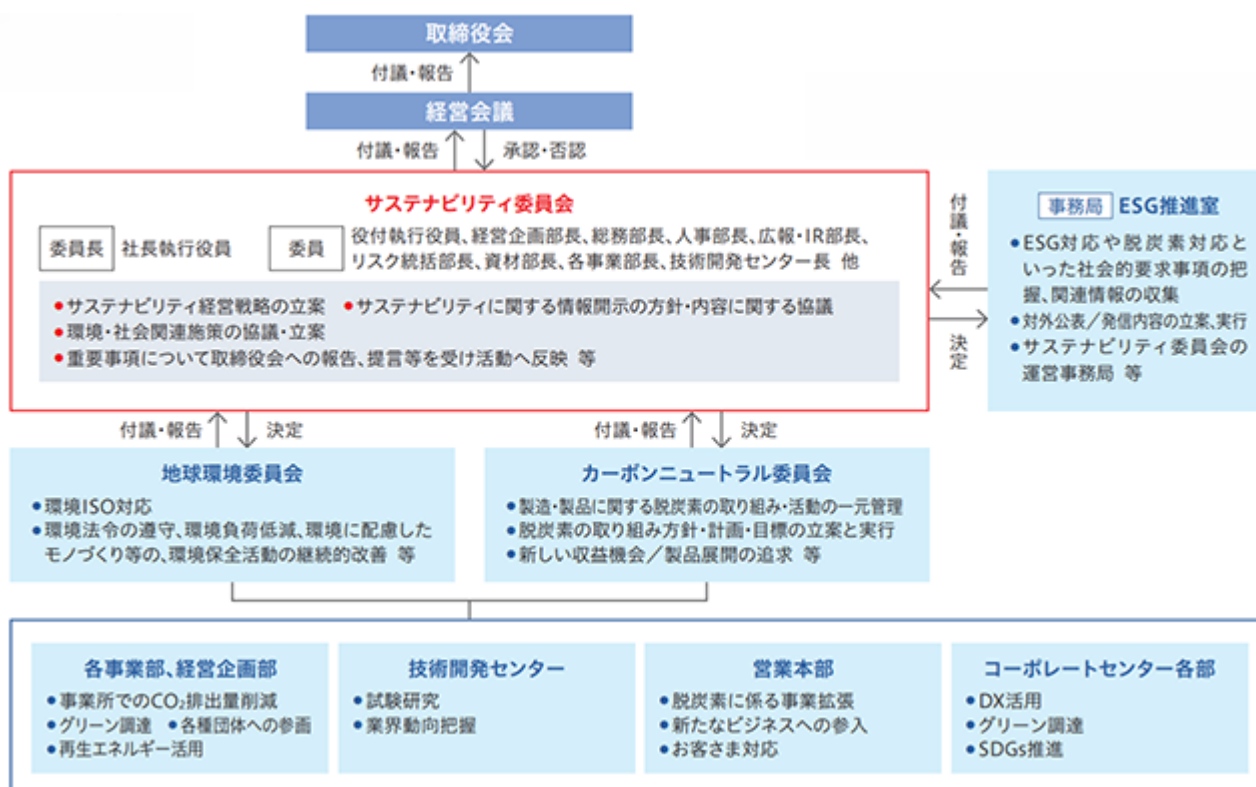 取締役会
付議・報告
経営会議
付議・報告
承認・否認
サステナビリティ委員会
委員長 社長執行役員
委員
役付執行役員、経営企画部長、総務部長、人事部長、広報・IR部長、
リスク統括部長、資材部長、各事業部長、技術開発センター長 他
●サステナビリティ経営戦略の立案 ●サステナビリティに関する情報開示の方針・内容に関する協議
●環境・社会関連施策の協議・立案
●重要事項について取締役会への報告、提言等を受け活動へ反映 等
付議・報告
決定
事務局 ESG推進室
●ESG対応や脱炭素対応と
いった社会的要求事項の把
握、関連情報の収集
●対外公表／発信内容の立案、実行
●サステナビリティ委員会の
運営事務局 等
付議・報告
決定
付議・報告
決定
地球環境委員会
●環境ISO対応
●環境法令の遵守、環境負荷低減、環境に配慮した
モノづくり等の、環境保全活動の継続的改善 等
カーボンニュートラル委員会
●製造・製品に関する脱炭素の取り組み・活動の一元管理
●脱炭素の取り組み方針・計画・目標の立案と実行
●新しい収益機会／製品展開の追求 等
各事業部、経営企画部
●事業所でのCO₂排出量削減
●グリーン調達 ●各種団体への参画
●再生エネルギー活用
技術開発センター
●試験研究
●業界動向把握
営業本部
●脱炭素に係る事業拡張
●新たなビジネスへの参入
●お客さま対応
コーポレートセンター各部
●DX活用
●グリーン調達
●SDGs推進